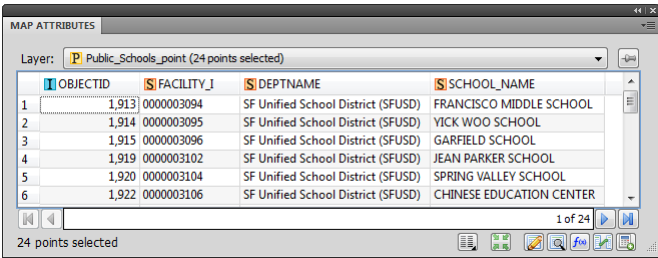 MAP ATTRIBUTES
Layer: P Public_Schools_point (24 points selected)
I OBJECTID S FACILITY_I S DEPTNAME S SCHOOL_NAME
1 1,913 0000003094 SF Unified School District (SFUSD) FRANCISCO MIDDLE SCHOOL
2 1,914 0000003095 SF Unified School District (SFUSD) YICK WOO SCHOOL
3 1,915 0000003096 SF Unified School District (SFUSD) GARFIELD SCHOOL
4 1,919 0000003102 SF Unified School District (SFUSD) JEAN PARKER SCHOOL
5 1,920 0000003104 SF Unified School District (SFUSD) SPRING VALLEY SCHOOL
6 1,922 0000003106 SF Unified School District (SFUSD) CHINESE EDUCATION CENTER
1 of 24
24 points selected f(x)